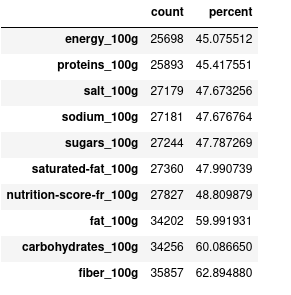 count percent
energy_100g 25698 45.075512
proteins_100g 25893 45.417551
salt_100g 27179 47.673256
sodium_100g 27181 47.676764
sugars_100g 27244 47.787269
saturated-fat_100g 27360 47.990739
nutrition-score-fr_100g 27827 48.809879
fat_100g 34202 59.991931
carbohydrates_100g 34256 60.086650
fiber_100g 35857 62.894880